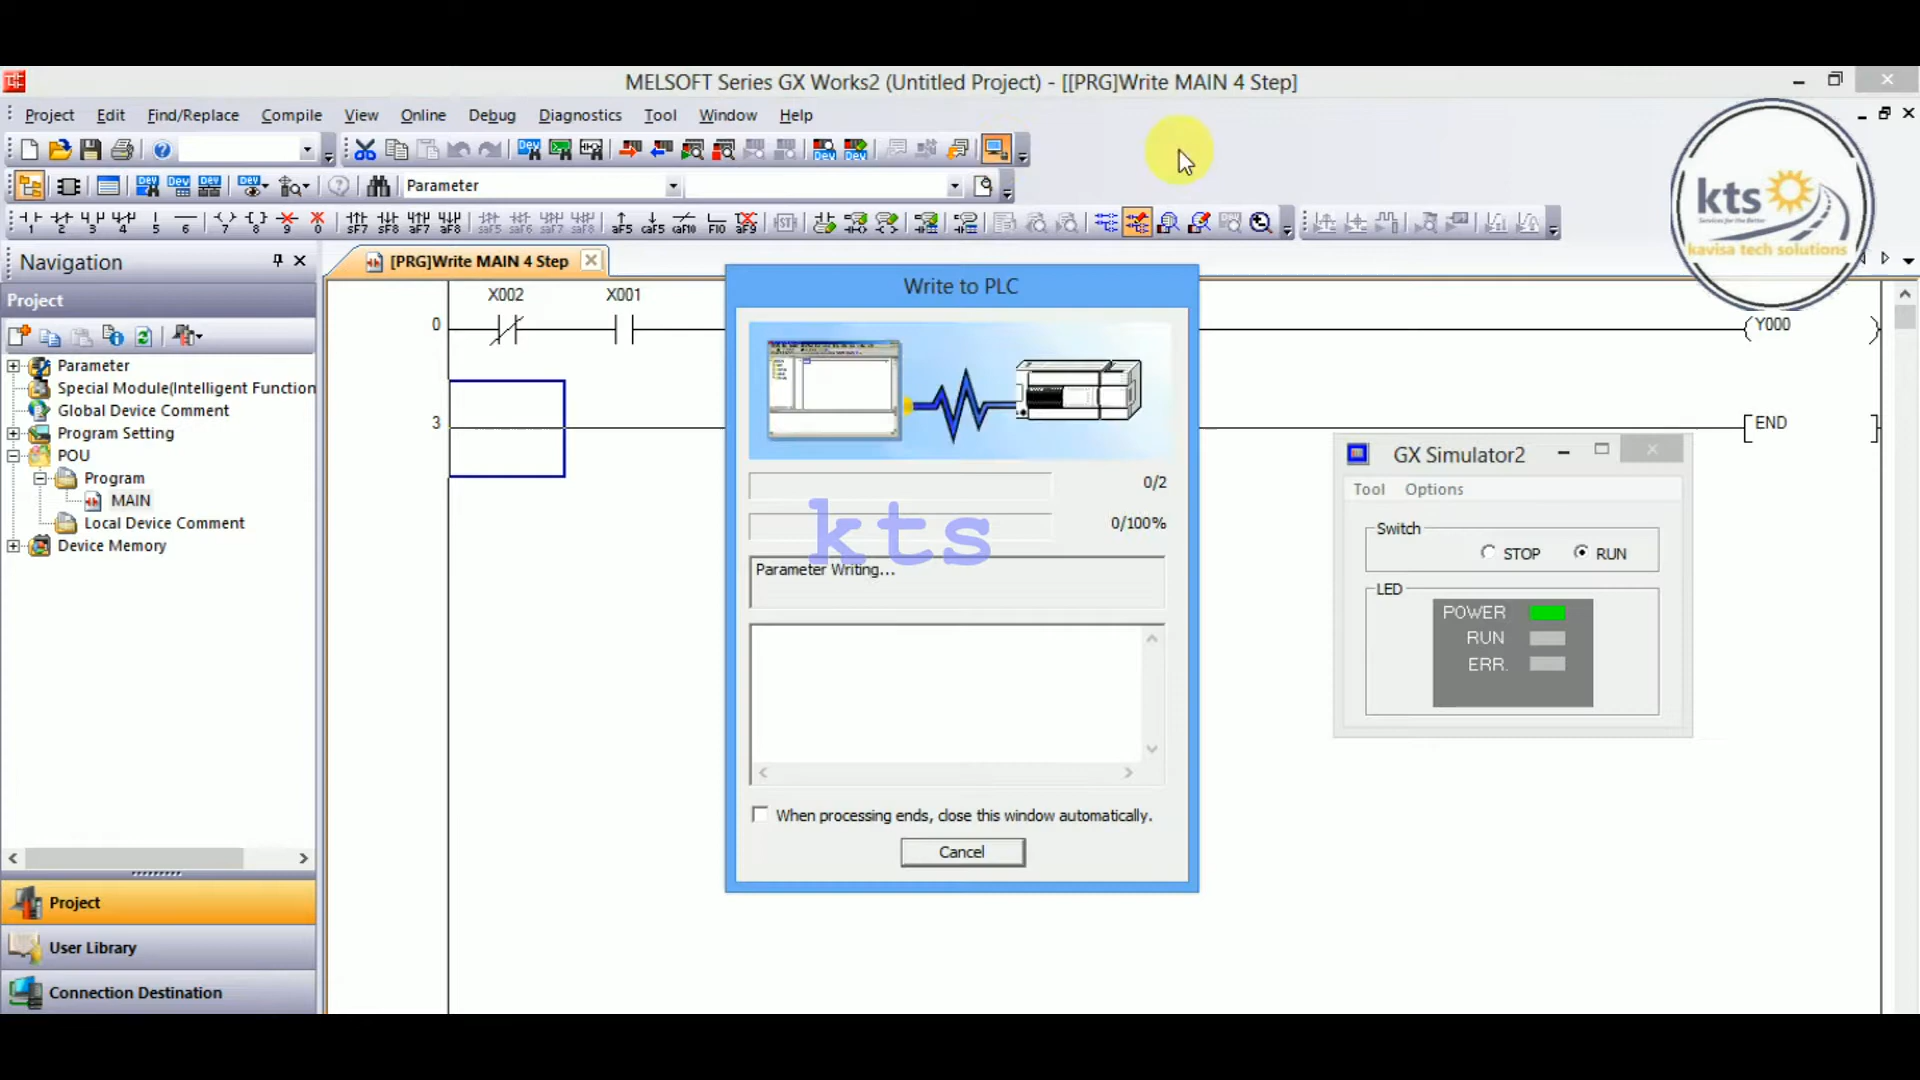 MELSOFT Series GX Works2 (Untitled Project) - [[PRG]Write MAIN 4 Step]
Project Edit Find/Replace Compile View Online Debug Diagnostics Tool Window Help
Parameter
Navigation
[PRG]Write MAIN 4 Step
Project
Parameter
Special Module(Intelligent Function
Global Device Comment
Program Setting
POU
Program
MAIN
Local Device Comment
Device Memory
Project
User Library
Connection Destination
X002 X001
0
Y000
3
END
Write to PLC
0/2
0/100%
kts
Parameter Writing...
When processing ends, close this window automatically.
Cancel
GX Simulator2
Tool Options
Switch
STOP RUN
LED
POWER
RUN
ERR.
kts
Services for the Better
kavisa tech solutions